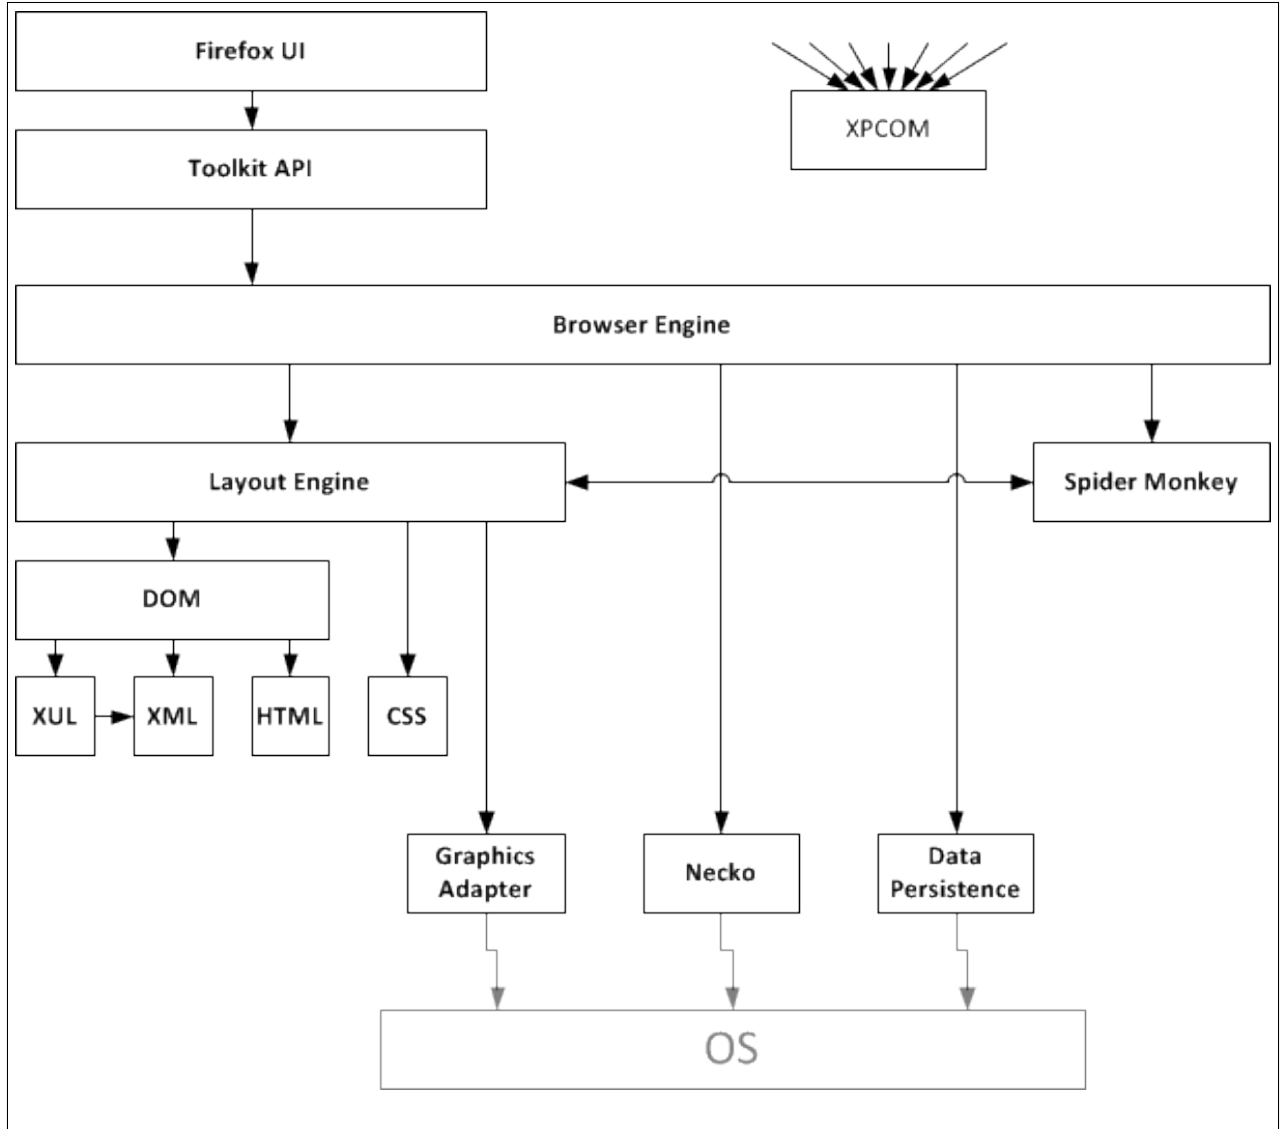 Firefox UI
XPCOM
Toolkit API
Browser Engine
Layout Engine
Spider Monkey
DOM
XUL
XML
HTML
CSS
Graphics
Adapter
Necko
Data
Persistence
OS